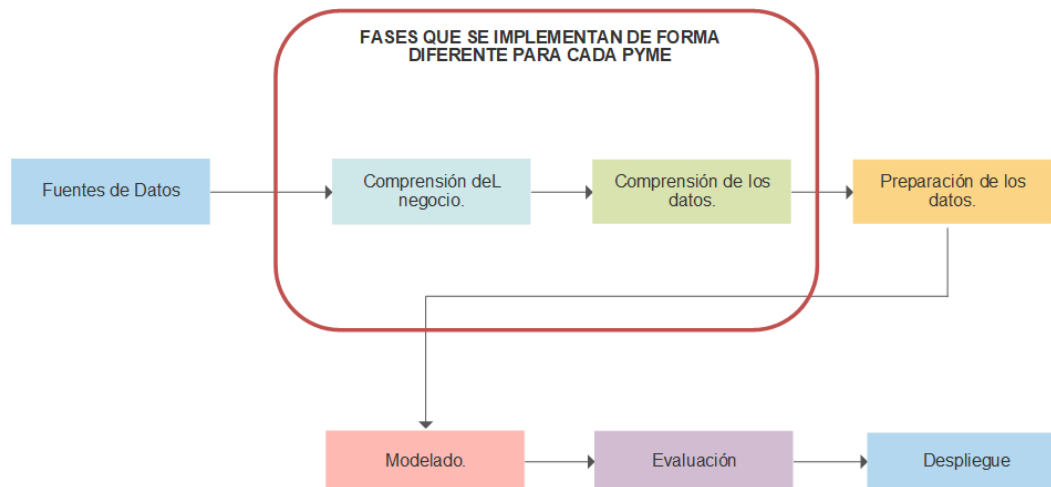 FASES QUE SE IMPLEMENTAN DE FORMA
DIFERENTE PARA CADA PYME
Fuentes de Datos
Comprensión deL
negocio.
Comprensión de los
datos.
Preparación de los
datos.
Modelado.
Evaluación
Despliegue